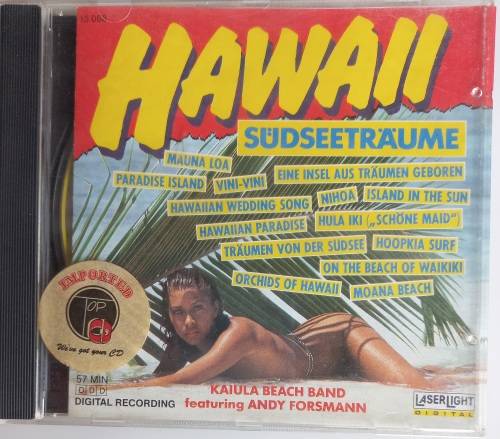 15 068
HAWAII
SÜDSEETRÄUME
MAUNA LOA
PARADISE ISLAND
VINI-VINI
EINE INSEL AUS TRÄUMEN GEBOREN
HAWAIIAN WEDDING SONG
NIHOA
ISLAND IN THE SUN
HAWAIIAN PARADISE
HULA IKI („SCHÖNE MAID")
TRÄUMEN VON DER SÜDSEE
HOOPKIA SURF
ON THE BEACH OF WAIKIKI
ORCHIDS OF HAWAII
MOANA BEACH
IMPORTED
TOP
We've got your CD
57 MIN
DDD
DIGITAL RECORDING
KAIULA BEACH BAND
featuring ANDY FORSMANN
LASERLIGHT
DIGITAL